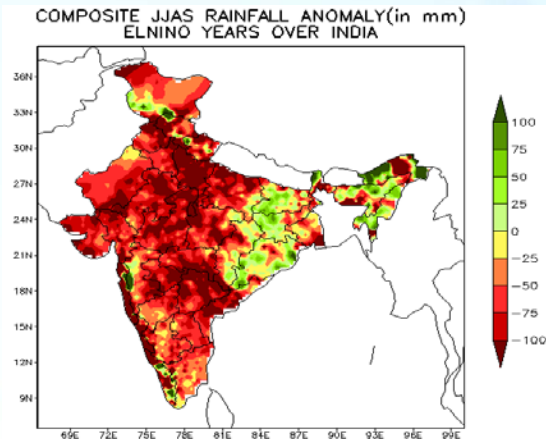 COMPOSITE JJAS RAINFALL ANOMALY(in mm)
ELNINO YEARS OVER INDIA
36N
33N
30N
27N
24N
21N
18N
15N
12N
9N
69E 72E 75E 78E 81E 84E 87E 90E 93E 96E 99E
100
75
50
25
0
-25
-50
-75
-100